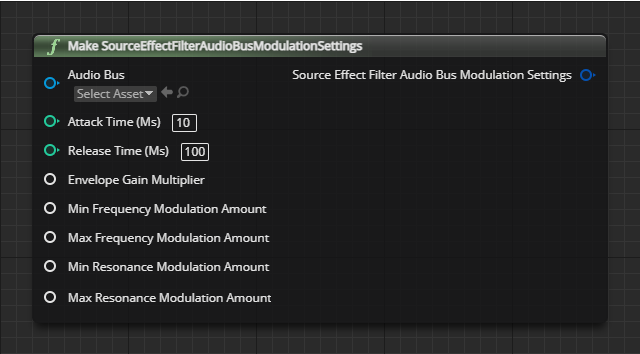 Make SourceEffectFilterAudioBusModulationSettings
Audio Bus
Source Effect Filter Audio Bus Modulation Settings
Select Asset
Attack Time (Ms) 10
Release Time (Ms) 100
Envelope Gain Multiplier
Min Frequency Modulation Amount
Max Frequency Modulation Amount
Min Resonance Modulation Amount
Max Resonance Modulation Amount